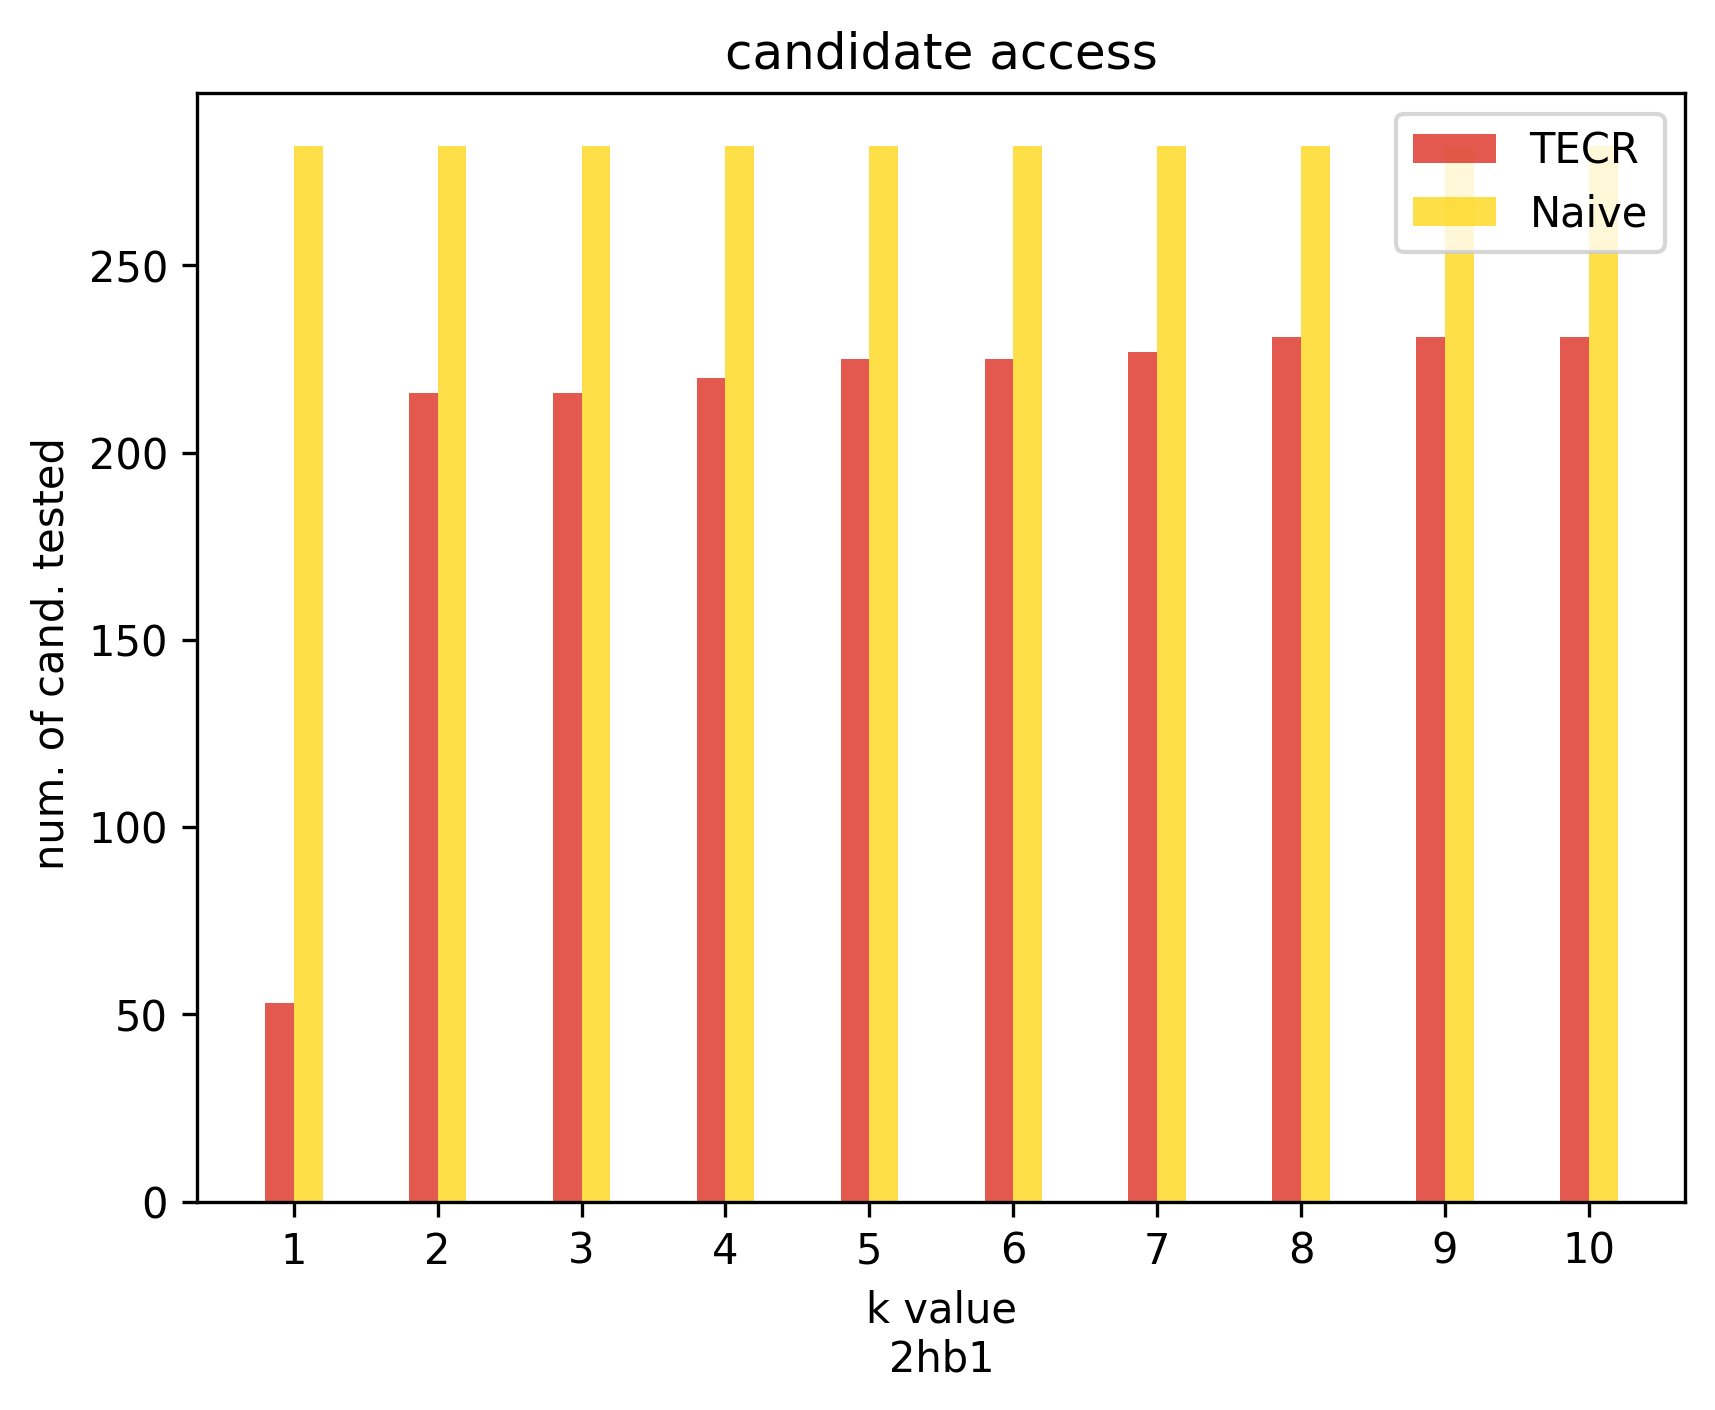 candidate access
TECR
Naive
num. of cand. tested
250
200
150
100
50
0
1 2 3 4 5 6 7 8 9 10
k value
2hb1